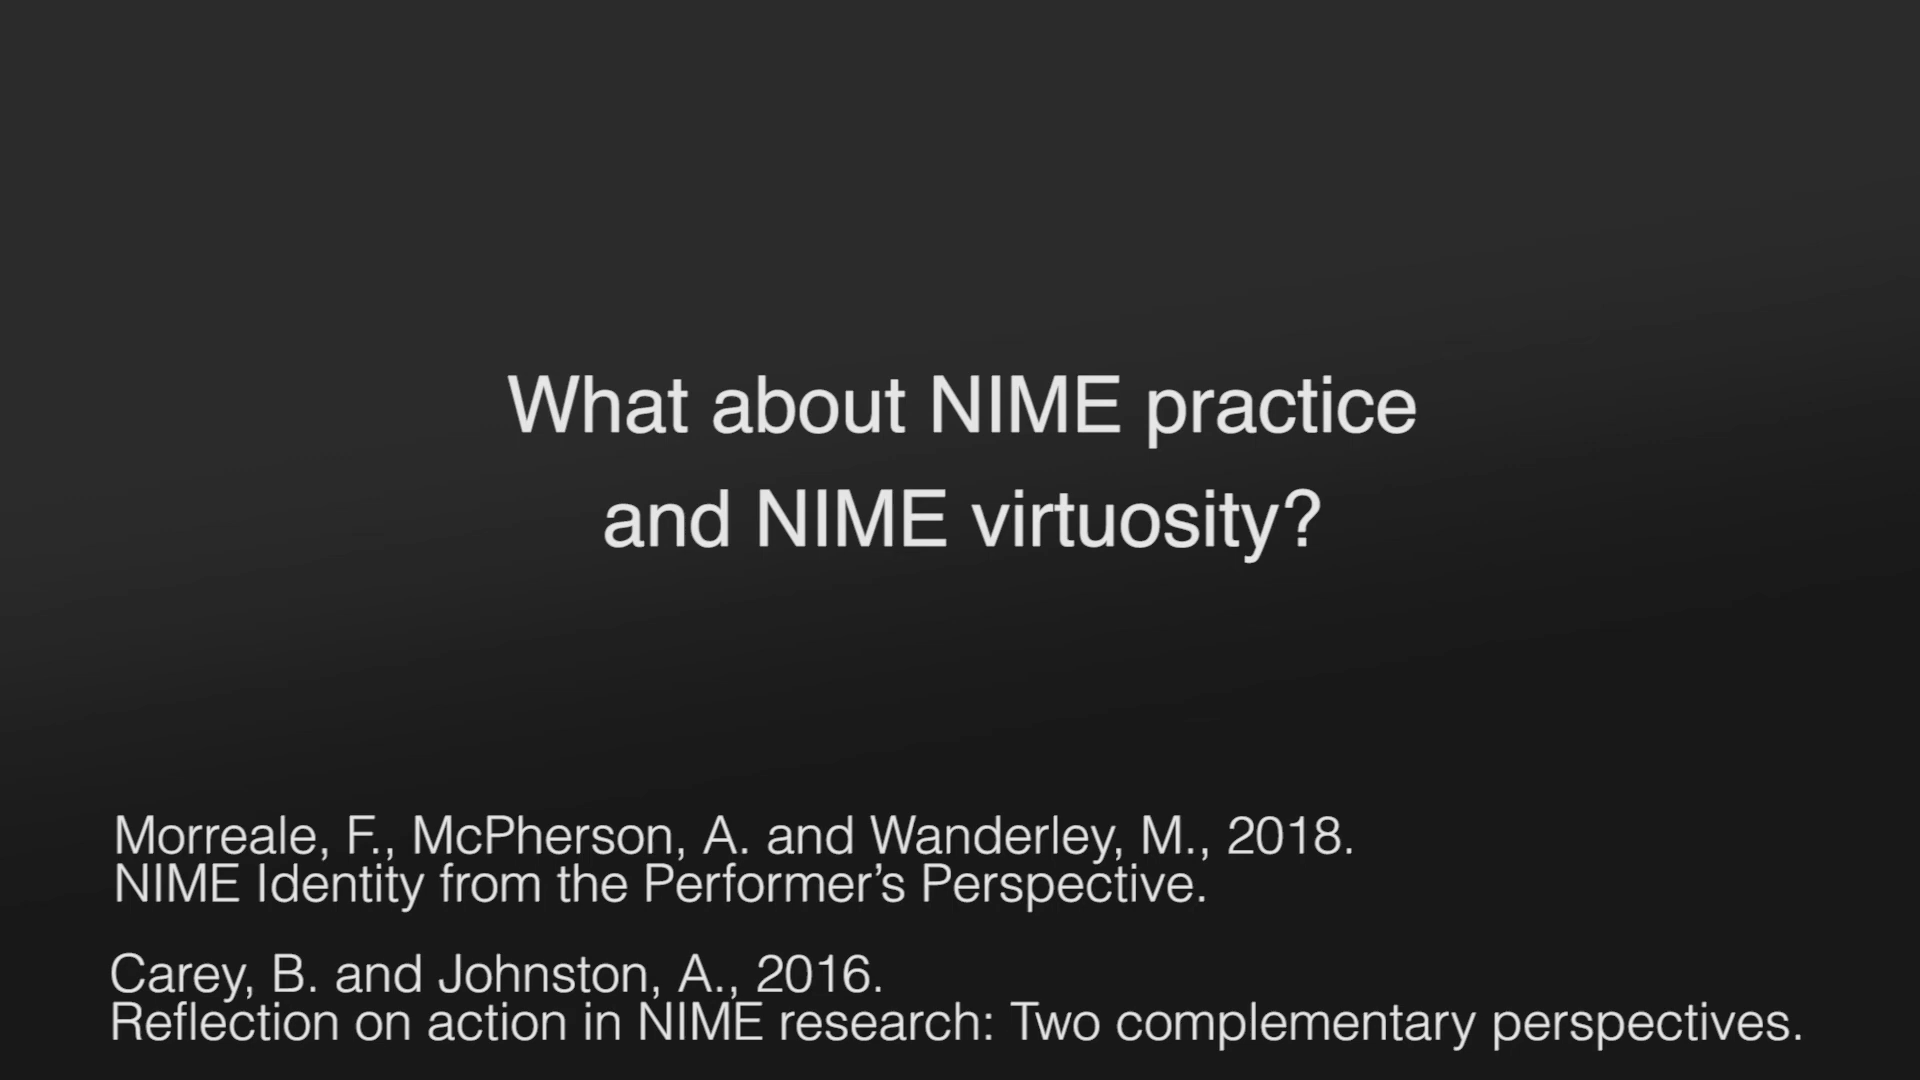 What about NIME practice
and NIME virtuosity?
Morreale, F., McPherson, A. and Wanderley, M., 2018.
NIME Identity from the Performer’s Perspective.
Carey, B. and Johnston, A., 2016.
Reflection on action in NIME research: Two complementary perspectives.